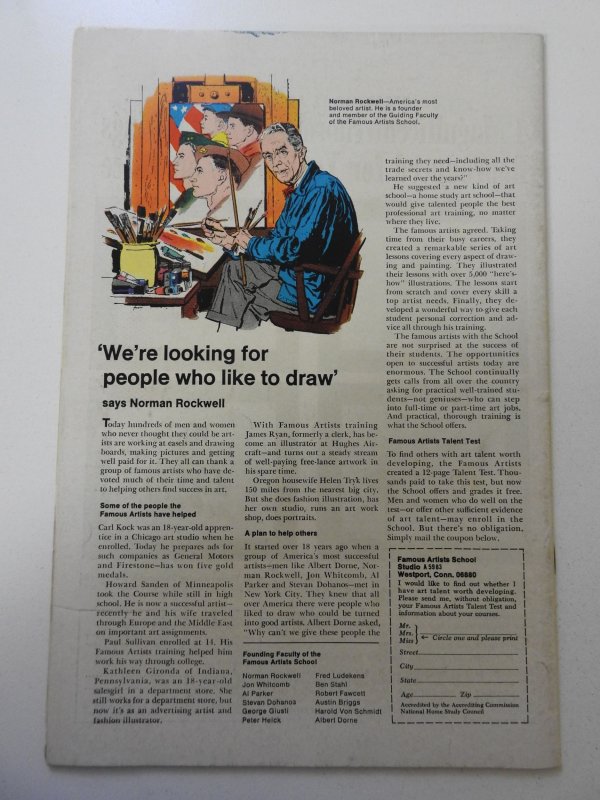 Norman Rockwell—America's most
beloved artist. He is a founder
and member of the Guiding Faculty
of the Famous Artists School.
'We're looking for
people who like to draw'
says Norman Rockwell
Today hundreds of men and women
who never thought they could be art-
ists are working at easels and drawing
boards, making pictures and getting
well paid for it. They all can thank a
group of famous artists who have de-
voted much of their time and talent
to helping others find success in art.
Some of the people the
Famous Artists have helped
Carl Kock was an 18-year-old appren-
tice in a Chicago art studio when he
enrolled. Today he prepares ads for
such companies as General Motors
and Firestone—has won five gold
medals.
Howard Sanden of Minneapolis
took the Course while still in high
school. He is now a successful artist—
recently he and his wife traveled
through Europe and the Middle East
on important art assignments.
Paul Sullivan enrolled at 14. His
Famous Artists training helped him
work his way through college.
Kathleen Gironda of Indiana,
Pennsylvania, was an 18-year-old
salesgirl in a department store. She
still works for a department store, but
now it's as an advertising artist and
fashion illustrator.
With Famous Artists training
James Ryan, formerly a clerk, has be-
come an illustrator at Hughes Air-
craft—and turns out a steady stream
of well-paying free-lance artwork in
his spare time.
Oregon housewife Helen Tryk lives
150 miles from the nearest big city.
But she does fashion illustration, has
her own studio, runs an art work
shop, does portraits.
A plan to help others
It started over 18 years ago when a
group of America's most successful
artists—men like Albert Dorne, Nor-
man Rockwell, Jon Whitcomb, Al
Parker and Stevan Dohanos—met in
New York City. They knew that all
over America there were people who
liked to draw who could be turned
into good artists. Albert Dorne asked,
"Why can't we give these people the
Founding Faculty of the
Famous Artists School
Norman Rockwell
Jon Whitcomb
Al Parker
Stevan Dohanos
George Giusti
Peter Helck
Fred Ludekens
Ben Stahl
Robert Fawcett
Austin Briggs
Harold Von Schmidt
Albert Dorne
training they need—including all the
trade secrets and know-how we've
learned over the years?"
He suggested a new kind of art
school—a home study art school—that
would give talented people the best
professional art training, no matter
where they live.
The famous artists agreed. Taking
time from their busy careers, they
created a remarkable series of art
lessons covering every aspect of draw-
ing and painting. They illustrated
their lessons with over 5,000 "here's-
how" illustrations. The lessons start
from scratch and cover every skill a
top artist needs. Finally, they de-
veloped a wonderful way to give each
student personal correction and ad-
vice all through his training.
The famous artists with the School
are not surprised at the success of
their students. The opportunities
open to successful artists today are
enormous. The School continually
gets calls from all over the country
asking for practical well-trained stu-
dents—not geniuses—who can step
into full-time or part-time art jobs.
And practical, thorough training is
what the School offers.
Famous Artists Talent Test
To find others with art talent worth
developing, the Famous Artists
created a 12-page Talent Test. Thou-
sands paid to take this test, but now
the School offers and grades it free.
Men and women who do well on the
test—or offer other sufficient evidence
of art talent—may enroll in the
School. But there's no obligation.
Simply mail the coupon below.
Famous Artists School
Studio A5983
Westport, Conn. 06880
I would like to find out whether I
have art talent worth developing.
Please send me, without obligation,
your Famous Artists Talent Test and
information about your courses.
Mr.
Mrs.
Miss
← Circle one and please print
Street
City
State
Age Zip
Accredited by the Accrediting Commission
National Home Study Council